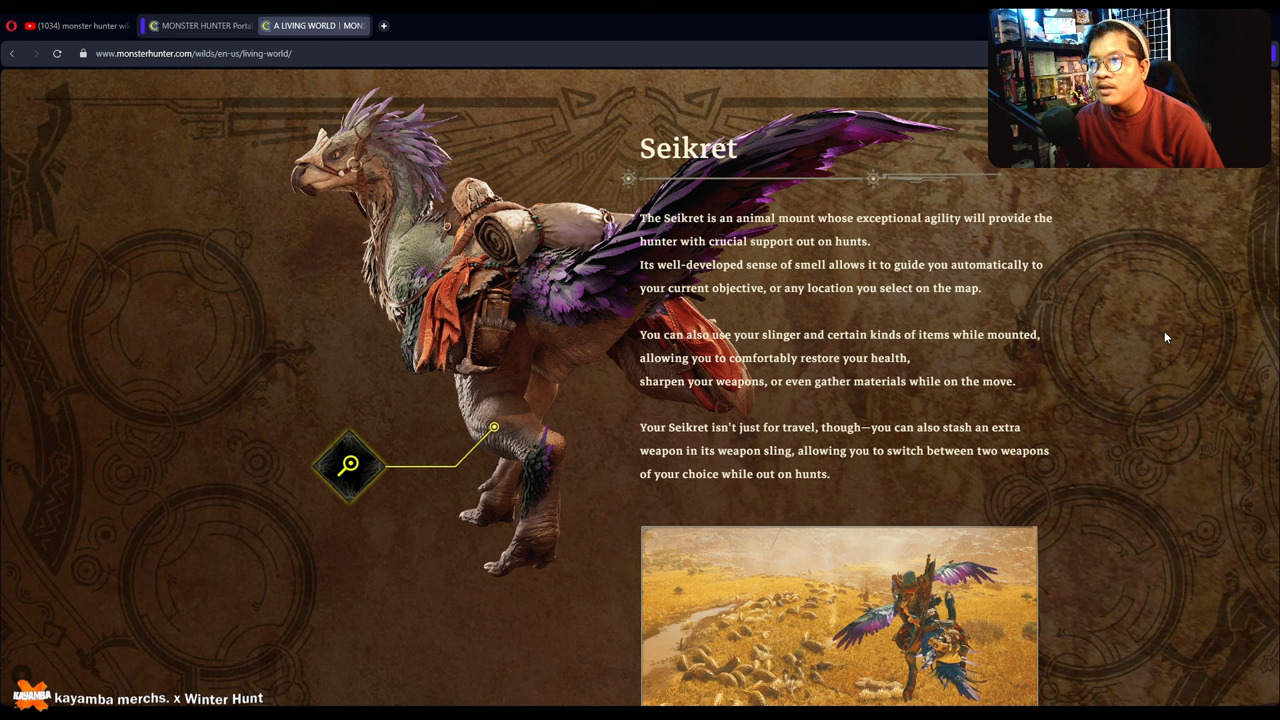 (1034) monster hunter wil
MONSTER HUNTER Porta
A LIVING WORLD | MON
www.monsterhunter.com/wilds/en-us/living-world/
Seikret
The Seikret is an animal mount whose exceptional agility will provide the
hunter with crucial support out on hunts.
Its well-developed sense of smell allows it to guide you automatically to
your current objective, or any location you select on the map.
You can also use your slinger and certain kinds of items while mounted,
allowing you to comfortably restore your health,
sharpen your weapons, or even gather materials while on the move.
Your Seikret isn't just for travel, though—you can also stash an extra
weapon in its weapon sling, allowing you to switch between two weapons
of your choice while out on hunts.
KAYAMBA
kayamba merchs. x Winter Hunt